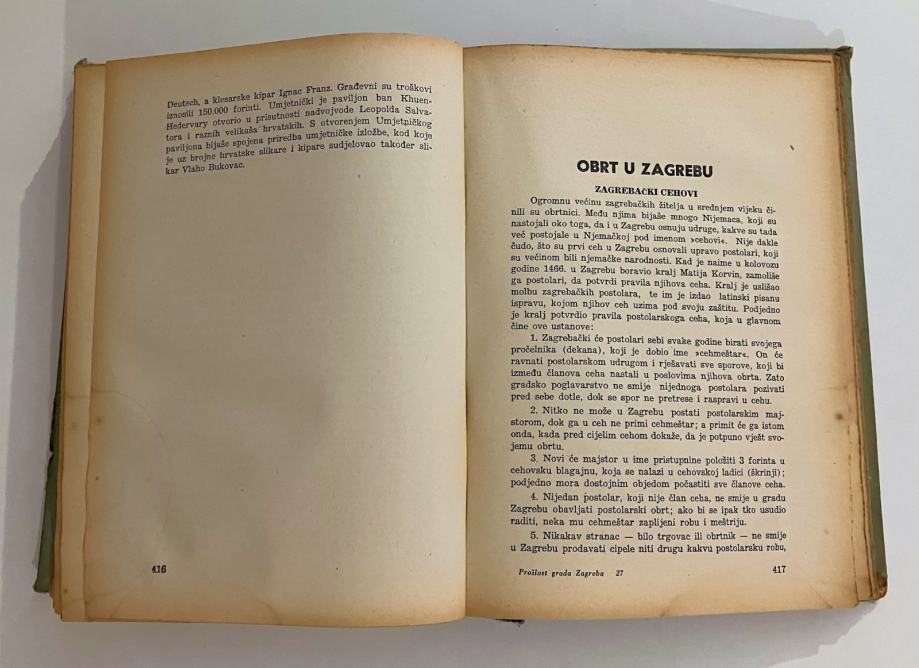 Deutsch, a klesarske kipar Ignac Franz. Građevni su troškovi
iznosili 150.000 forinti. Umjetnički je paviljon ban Khuen-
Hedervary otvorio u prisutnosti nadvojvode Leopolda Salva-
tora i raznih velikaša hrvatskih. S otvorenjem Umjetničkog
paviljona bijaše spojena priredba umjetničke izložbe, kod koje
je uz brojne hrvatske slikare i kipare sudjelovao također sli-
kar Vlaho Bukovac.
416
OBRT U ZAGREBU
ZAGREBAČKI CEHOVI
Ogromnu većinu zagrebačkih žitelja u srednjem vijeku či-
nili su obrtnici. Među njima bijaše mnogo Nijemaca, koji su
nastojali oko toga, da i u Zagrebu osnuju udruge, kakve su tada
već postojale u Njemačkoj pod imenom »cehovi«. Nije dakle
čudo, što su prvi ceh u Zagrebu osnovali upravo postolari, koji
su većinom bili njemačke narodnosti. Kad je naime u kolovozu
godine 1466. u Zagrebu boravio kralj Matija Korvin, zamoliše
ga postolari, da potvrdi pravila njihova ceha. Kralj je uslišao
molbu zagrebačkih postolara, te im je izdao latinski pisanu
ispravu, kojom njihov ceh uzima pod svoju zaštitu. Podjedno
je kralj potvrdio pravila postolarskoga ceha, koja u glavnom
čine ove ustanove:
1. Zagrebački će postolari sebi svake godine birati svojega
pročelnika (dekana), koji je dobio ime »cehmeštar«. On će
ravnati postolarskom udrugom i rješavati sve sporove, koji bi
između članova ceha nastali u poslovima njihova obrta. Zato
gradsko poglavarstvo ne smije nijednoga postolara pozivati
pred sebe dotle, dok se spor ne pretrese i raspravi u cehu.
2. Nitko ne može u Zagrebu postati postolarskim maj-
storom, dok ga u ceh ne primi cehmeštar; a primit će ga istom
onda, kada pred cijelim cehom dokaže, da je potpuno vješt svo-
jemu obrtu.
3. Novi će majstor u ime pristupnine položiti 3 forinta u
cehovsku blagajnu, koja se nalazi u cehovskoj ladici (škrinji);
podjedno mora dostojnim objedom počastiti sve članove ceha.
4. Nijedan postolar, koji nije član ceha, ne smije u gradu
Zagrebu obavljati postolarski obrt; ako bi se ipak tko usudio
raditi, neka mu cehmeštar zaplijeni robu i meštriju.
5. Nikakav stranac — bilo trgovac ili obrtnik — ne smije
u Zagrebu prodavati cipele niti drugu kakvu postolarsku robu,
Prošlost grada Zagreba 27
417